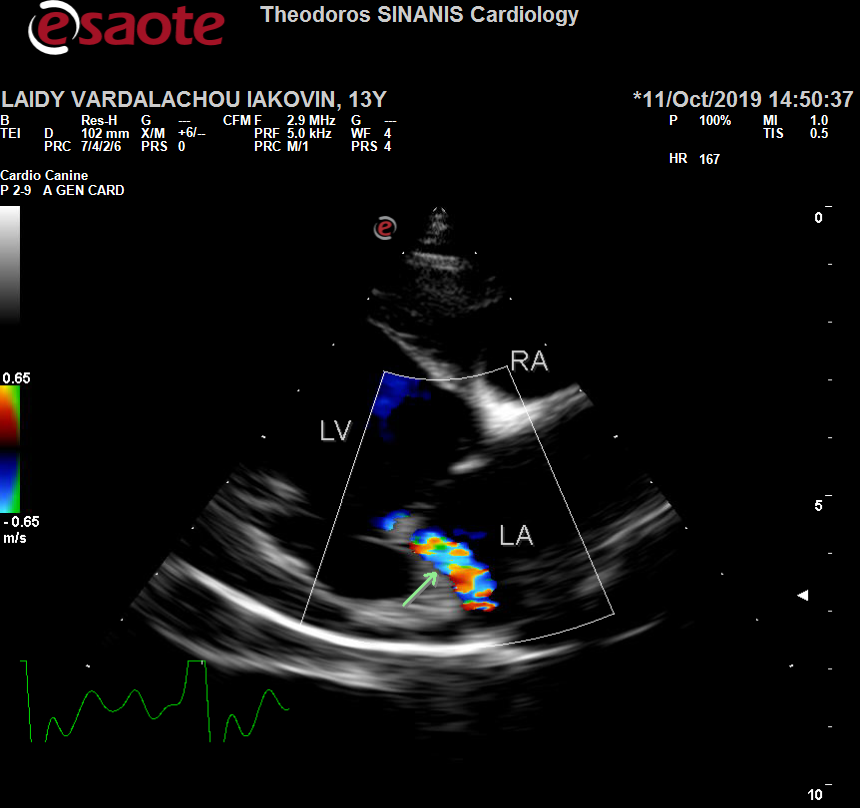 esaote
Theodoros SINANIS Cardiology
LAIDY VARDALACHOU IAKOVIN, 13Y *11/Oct/2019 14:50:37
B Res-H G --- CFM F 2.9 MHz G --- P 100% MI 1.0
TEI D 102 mm X/M +6/-- PRF 5.0 kHz WF 4 TIS 0.5
PRC 7/4/2/6 PRS 0 PRC M/1 PRS 4
HR 167
Cardio Canine
P 2-9 A GEN CARD
0
e
RA
0.65
LV
5
- 0.65
m/s
LA
10